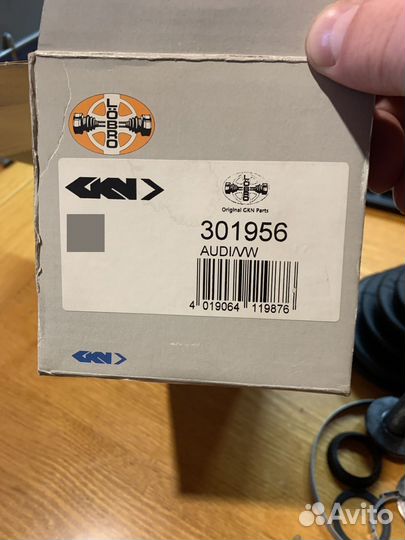 LÖBRO
GKN
Original GKN Parts
301956
AUDI/VW
4 019064 119876
GKN
Avito